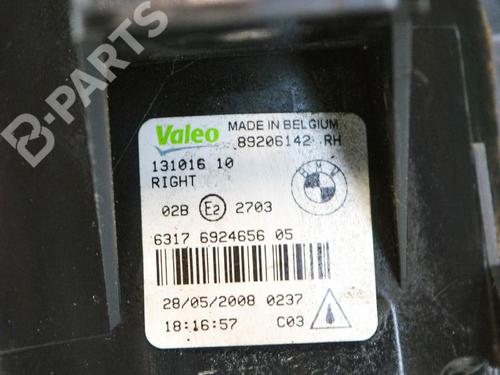 B-PARTS
Valeo MADE IN BELGIUM
89206142 RH
131016 10
RIGHT
BMW
02B E2 2703
6317 6924656 05
28/05/2008 0237
18:16:57 C03